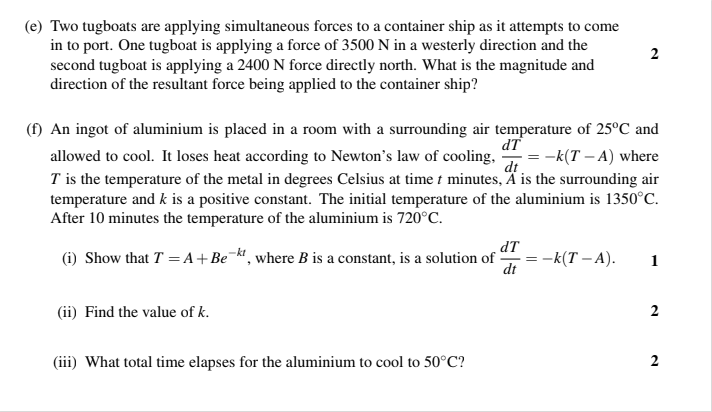 (e) Two tugboats are applying simultaneous forces to a container ship as it attempts to come
in to port. One tugboat is applying a force of 3500 N in a westerly direction and the
second tugboat is applying a 2400 N force directly north. What is the magnitude and
direction of the resultant force being applied to the container ship?
2
(f) An ingot of aluminium is placed in a room with a surrounding air temperature of 25°C and
allowed to cool. It loses heat according to Newton's law of cooling, dT/dt = −k(T − A) where
T is the temperature of the metal in degrees Celsius at time t minutes, A is the surrounding air
temperature and k is a positive constant. The initial temperature of the aluminium is 1350°C.
After 10 minutes the temperature of the aluminium is 720°C.
(i) Show that T = A + Be^{−kt}, where B is a constant, is a solution of dT/dt = −k(T − A). 1
(ii) Find the value of k. 2
(iii) What total time elapses for the aluminium to cool to 50°C? 2